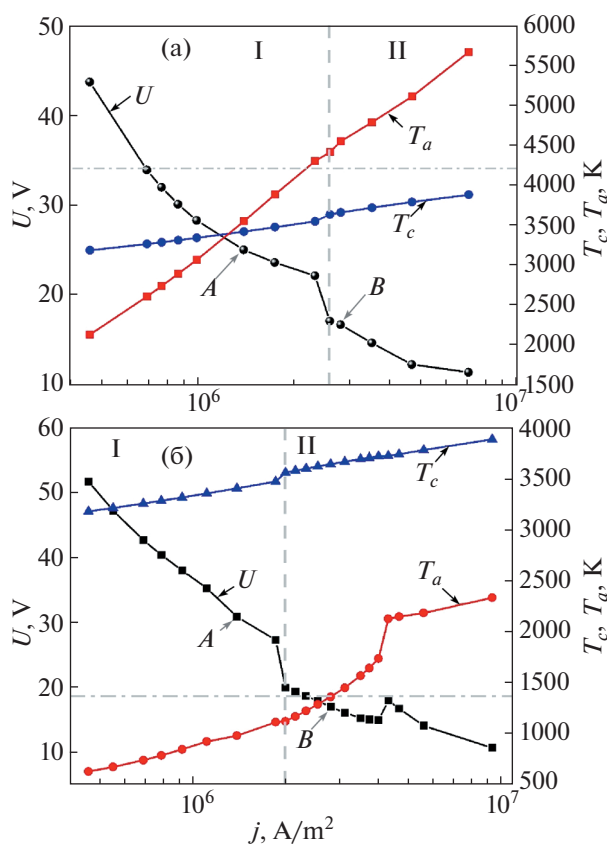 50
40
30
20
10
U, V
(а)
I
II
U
T_a
T_c
A
B
6000
5500
5000
4500
4000
3500
3000
2500
2000
1500
T_c, T_a, K
10^6
10^7
60
50
40
30
20
10
U, V
I
(б)
II
T_c
U
T_a
A
B
4000
3500
3000
2500
2000
1500
1000
500
T_c, T_a, K
10^6
10^7
j, A/m^2